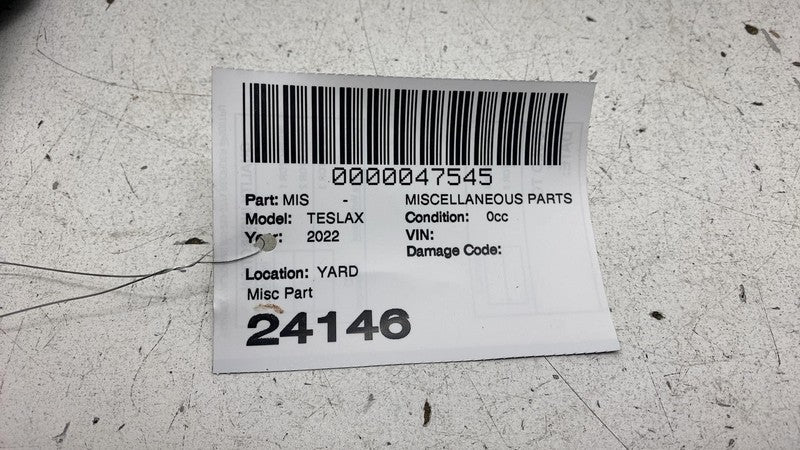 0000047545
Part: MIS - MISCELLANEOUS PARTS
Model: TESLAX Condition: 0cc
Year: 2022 VIN:
Damage Code:
Location: YARD
Misc Part
24146